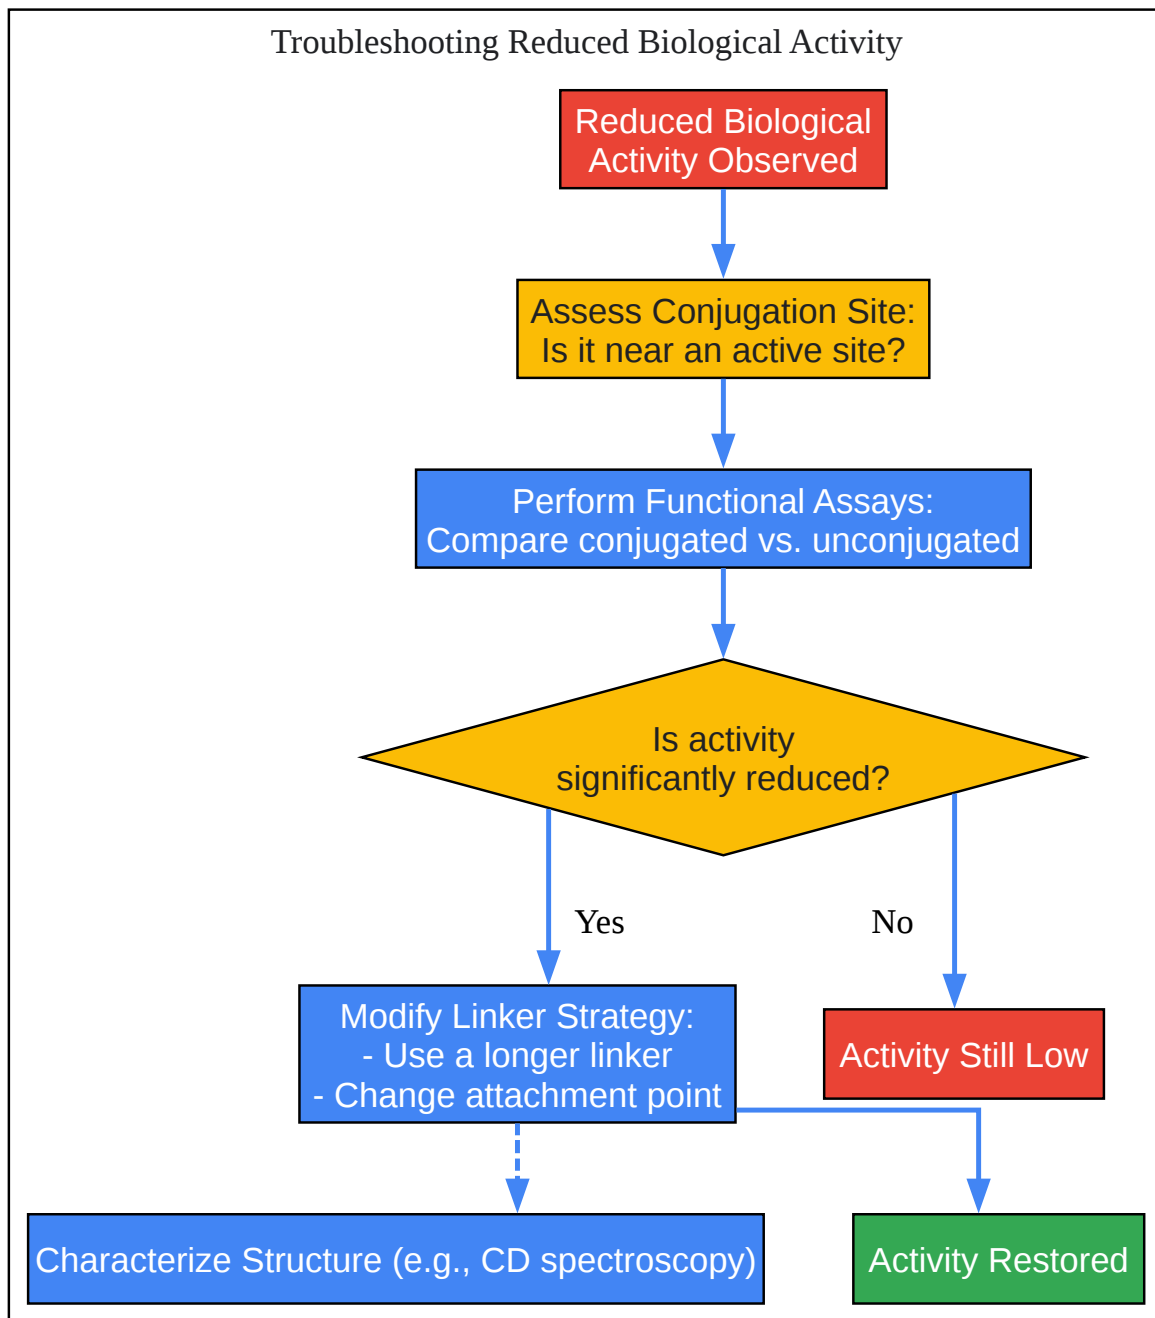 Troubleshooting Reduced Biological Activity
Reduced Biological
Activity Observed
Assess Conjugation Site:
Is it near an active site?
Perform Functional Assays:
Compare conjugated vs. unconjugated
Is activity
significantly reduced?
Yes
No
Modify Linker Strategy:
- Use a longer linker
- Change attachment point
Activity Still Low
Characterize Structure (e.g., CD spectroscopy)
Activity Restored